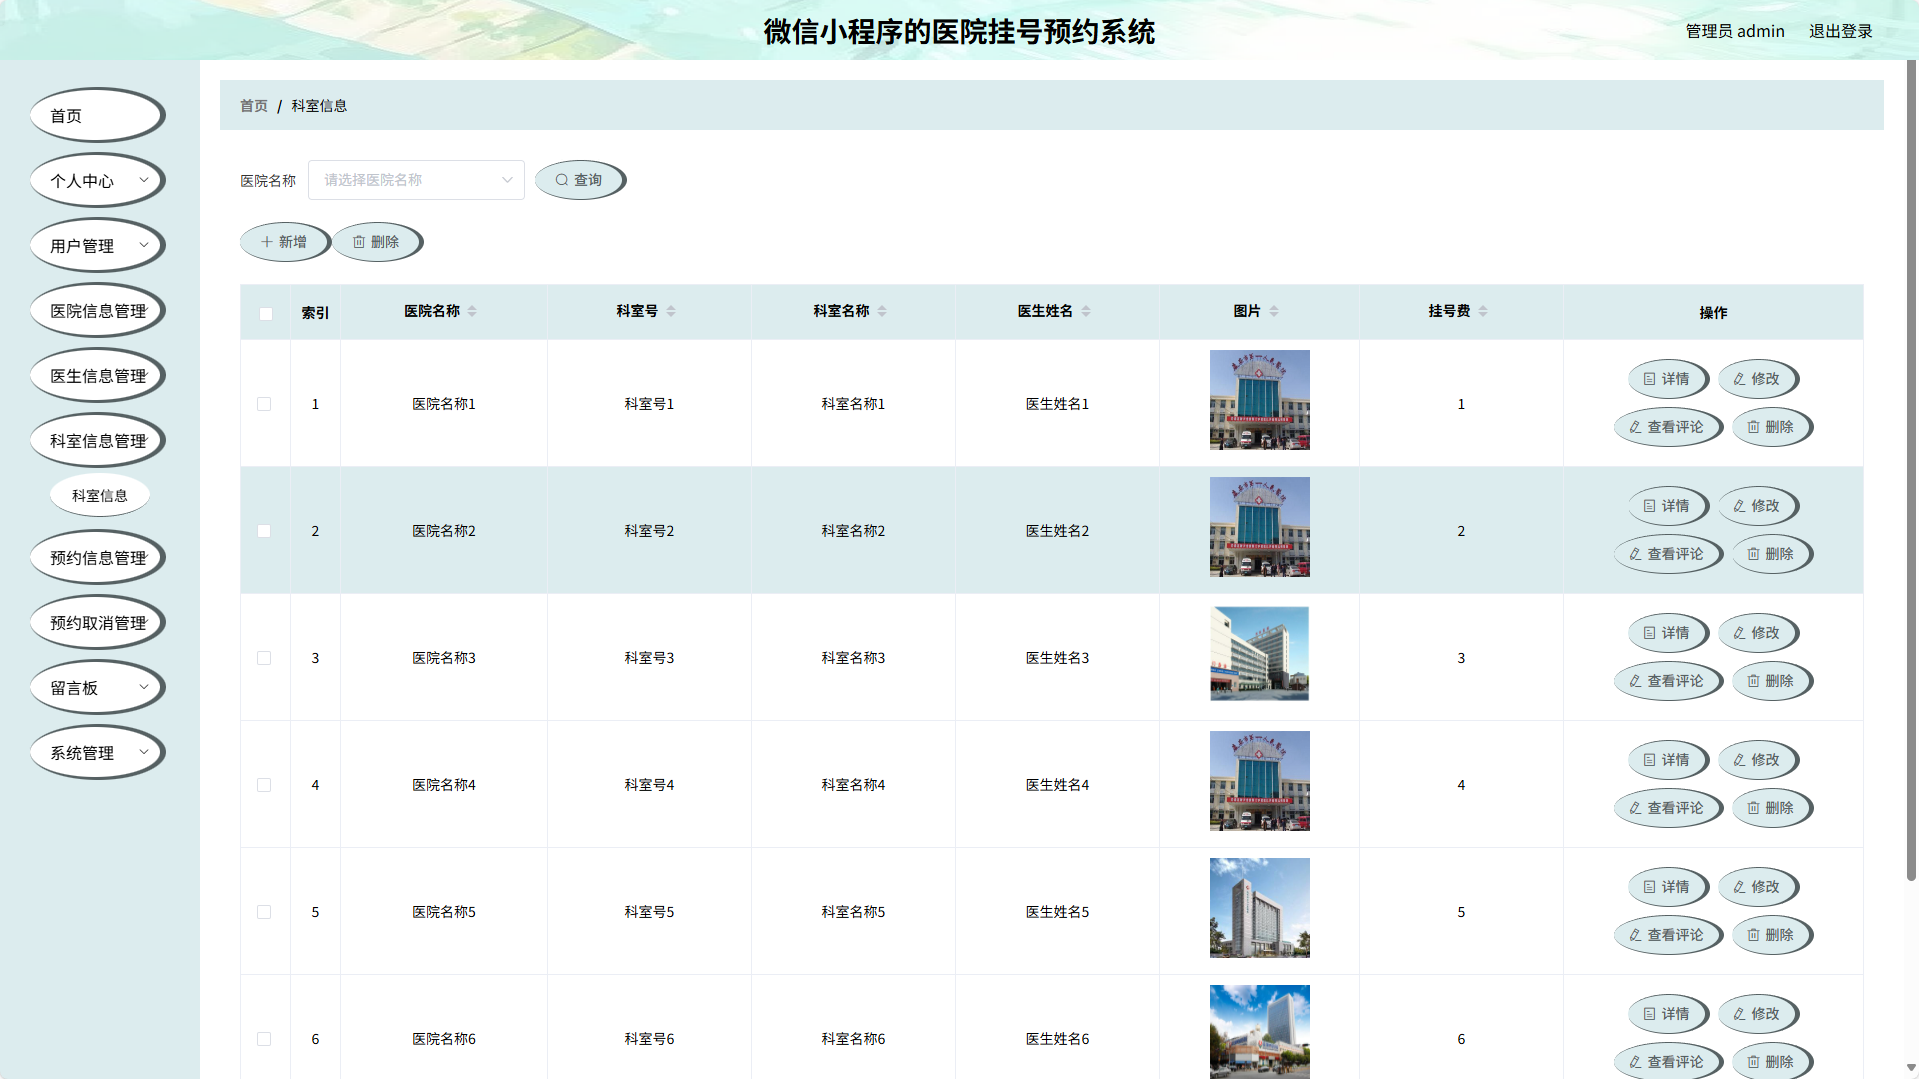 微信小程序的医院挂号预约系统
管理员 admin 退出登录
首页
个人中心
用户管理
医院信息管理
医生信息管理
科室信息管理
科室信息
预约信息管理
预约取消管理
留言板
系统管理
首页 / 科室信息
医院名称 请选择医院名称 查询
新增 删除
索引 医院名称 科室号 科室名称 医生姓名 图片 挂号费 操作
1 医院名称1 科室号1 科室名称1 医生姓名1 1 详情 修改
查看评论 删除
2 医院名称2 科室号2 科室名称2 医生姓名2 2 详情 修改
查看评论 删除
3 医院名称3 科室号3 科室名称3 医生姓名3 3 详情 修改
查看评论 删除
4 医院名称4 科室号4 科室名称4 医生姓名4 4 详情 修改
查看评论 删除
5 医院名称5 科室号5 科室名称5 医生姓名5 5 详情 修改
查看评论 删除
6 医院名称6 科室号6 科室名称6 医生姓名6 6 详情 修改
查看评论 删除